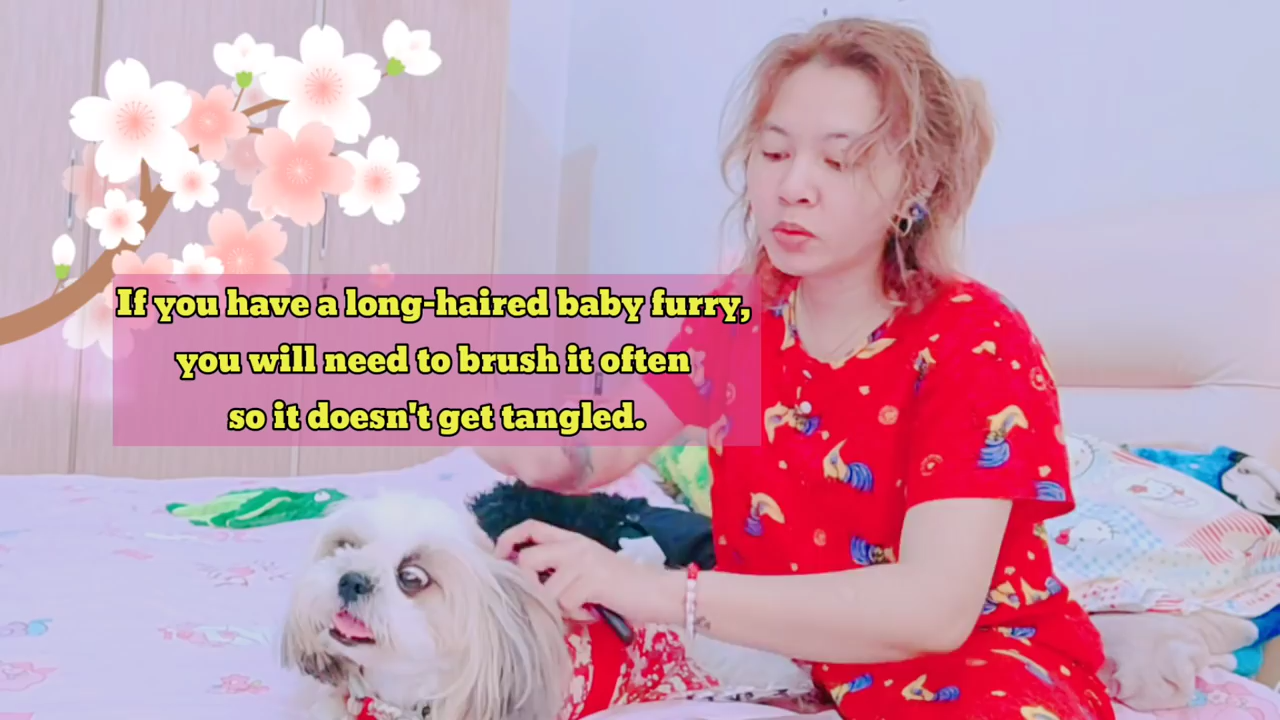 If you have a long-haired baby furry,
you will need to brush it often
so it doesn't get tangled.